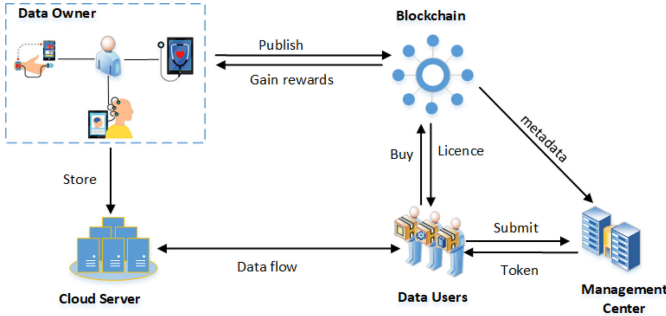 Data Owner
Blockchain
Publish
Gain rewards
Store
Buy
Licence
metadata
Submit
Token
Data flow
Cloud Server
Data Users
Management
Center